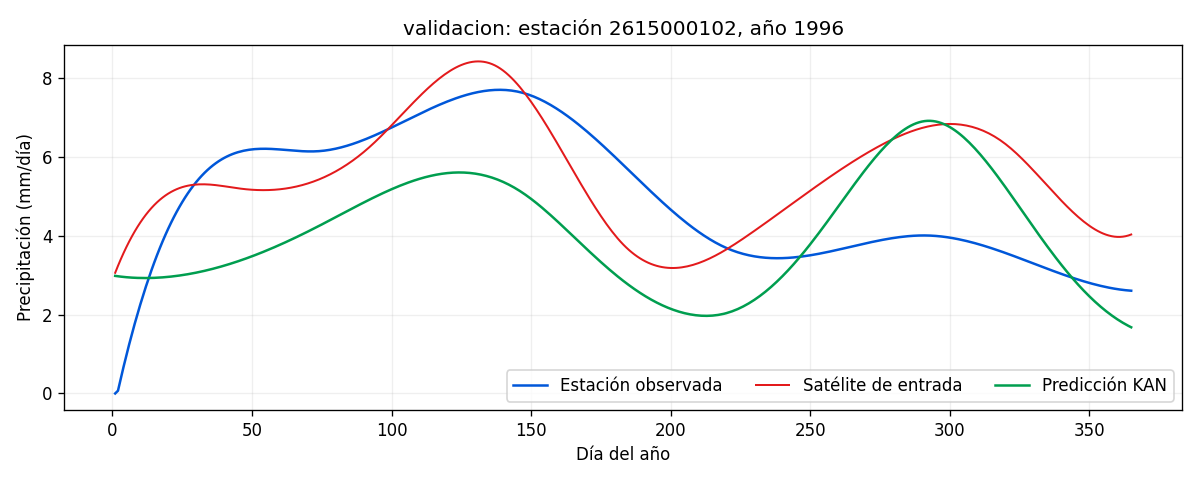 validacion: estación 2615000102, año 1996
Precipitación (mm/día)
8
6
4
2
0
0 50 100 150 200 250 300 350
Día del año
Estación observada
Satélite de entrada
Predicción KAN